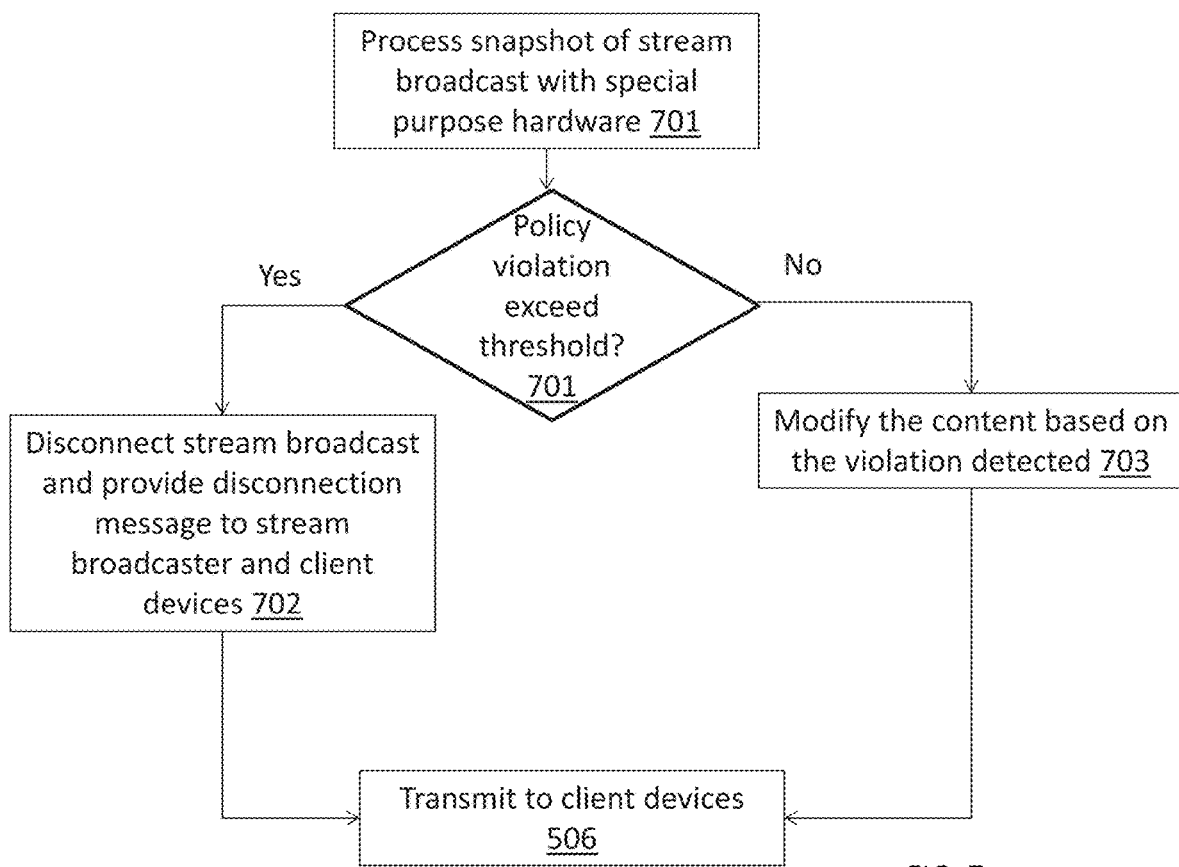 Process snapshot of stream
broadcast with special
purpose hardware 701
Policy
violation
exceed
threshold?
701
Yes
No
Disconnect stream broadcast
and provide disconnection
message to stream
broadcaster and client
devices 702
Modify the content based on
the violation detected 703
Transmit to client devices
506